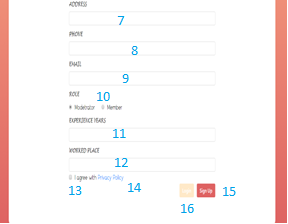 ADDRESS
7
PHONE
8
EMAIL
9
ROLE
10
Moderator Member
EXPERIENCE YEARS
11
WORKED PLACE
12
I agree with Privacy Policy
13
14
Sign Up
15
16